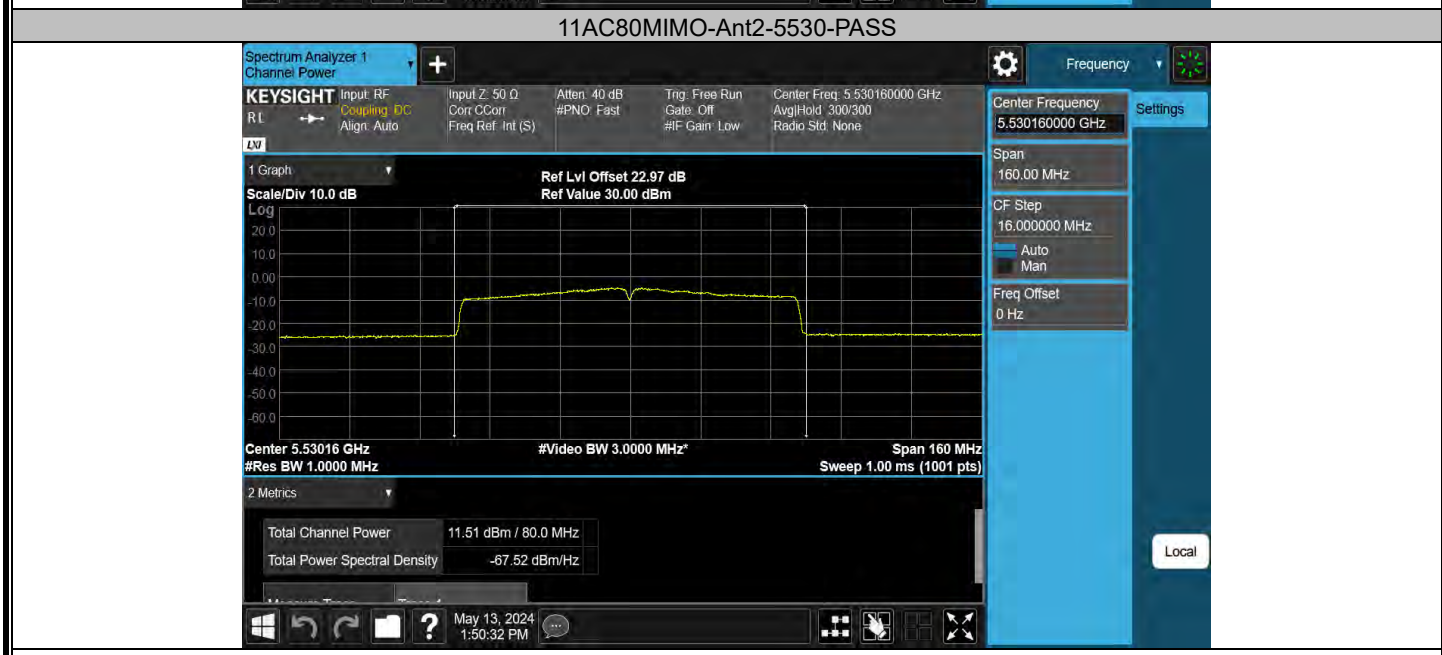 11AC80MIMO-Ant2-5530-PASS
Spectrum Analyzer 1
Channel Power
Frequency
KEYSIGHT
Input: RF
Coupling: DC
Align: Auto
Input Z: 50 Ω
Corr CCorr
Freq Ref: Int (S)
Atten: 40 dB
#PNO: Fast
Trig: Free Run
Gate: Off
#IF Gain: Low
Center Freq: 5.530160000 GHz
Avg|Hold: 300/300
Radio Std: None
LXI
Center Frequency
5.530160000 GHz
Settings
Span
160.00 MHz
CF Step
16.000000 MHz
Auto
Man
Freq Offset
0 Hz
1 Graph
Scale/Div 10.0 dB
Ref Lvl Offset 22.97 dB
Ref Value 30.00 dBm
Log
20.0
10.0
0.00
-10.0
-20.0
-30.0
-40.0
-50.0
-60.0
Center 5.53016 GHz
#Video BW 3.0000 MHz*
Span 160 MHz
#Res BW 1.0000 MHz
Sweep 1.00 ms (1001 pts)
2 Metrics
Total Channel Power 11.51 dBm / 80.0 MHz
Total Power Spectral Density -67.52 dBm/Hz
Local
May 13, 2024
1:50:32 PM